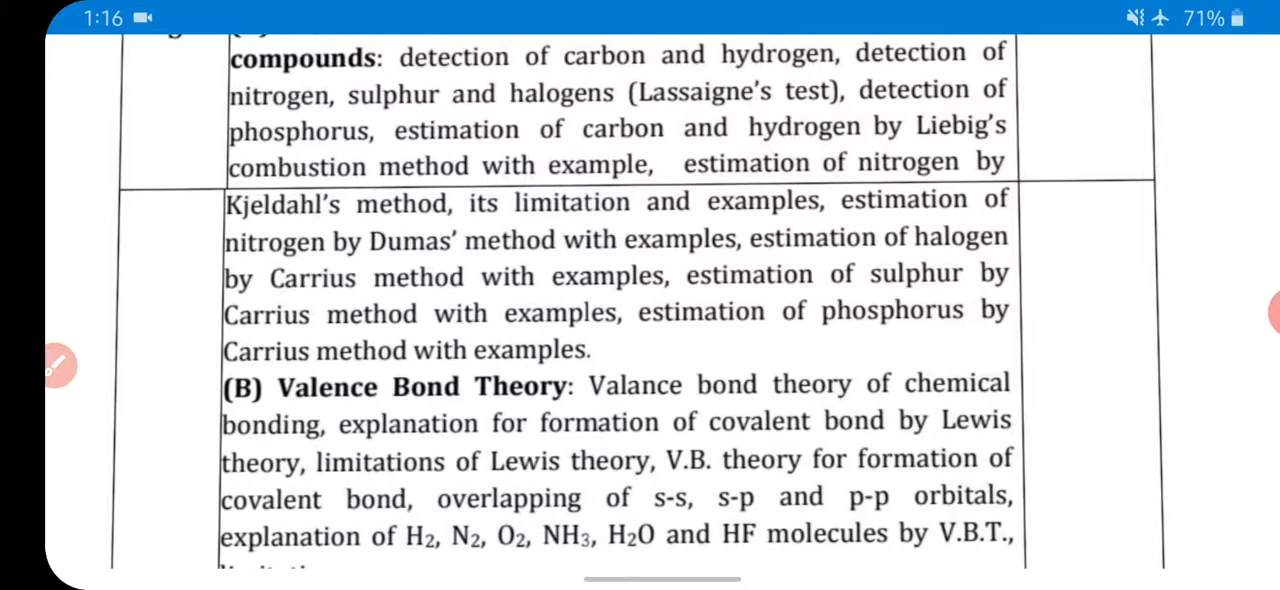 1:16
71%
compounds: detection of carbon and hydrogen, detection of
nitrogen, sulphur and halogens (Lassaigne's test), detection of
phosphorus, estimation of carbon and hydrogen by Liebig's
combustion method with example, estimation of nitrogen by
Kjeldahl's method, its limitation and examples, estimation of
nitrogen by Dumas' method with examples, estimation of halogen
by Carrius method with examples, estimation of sulphur by
Carrius method with examples, estimation of phosphorus by
Carrius method with examples.
(B) Valence Bond Theory: Valance bond theory of chemical
bonding, explanation for formation of covalent bond by Lewis
theory, limitations of Lewis theory, V.B. theory for formation of
covalent bond, overlapping of s-s, s-p and p-p orbitals,
explanation of H2, N2, O2, NH3, H2O and HF molecules by V.B.T.,